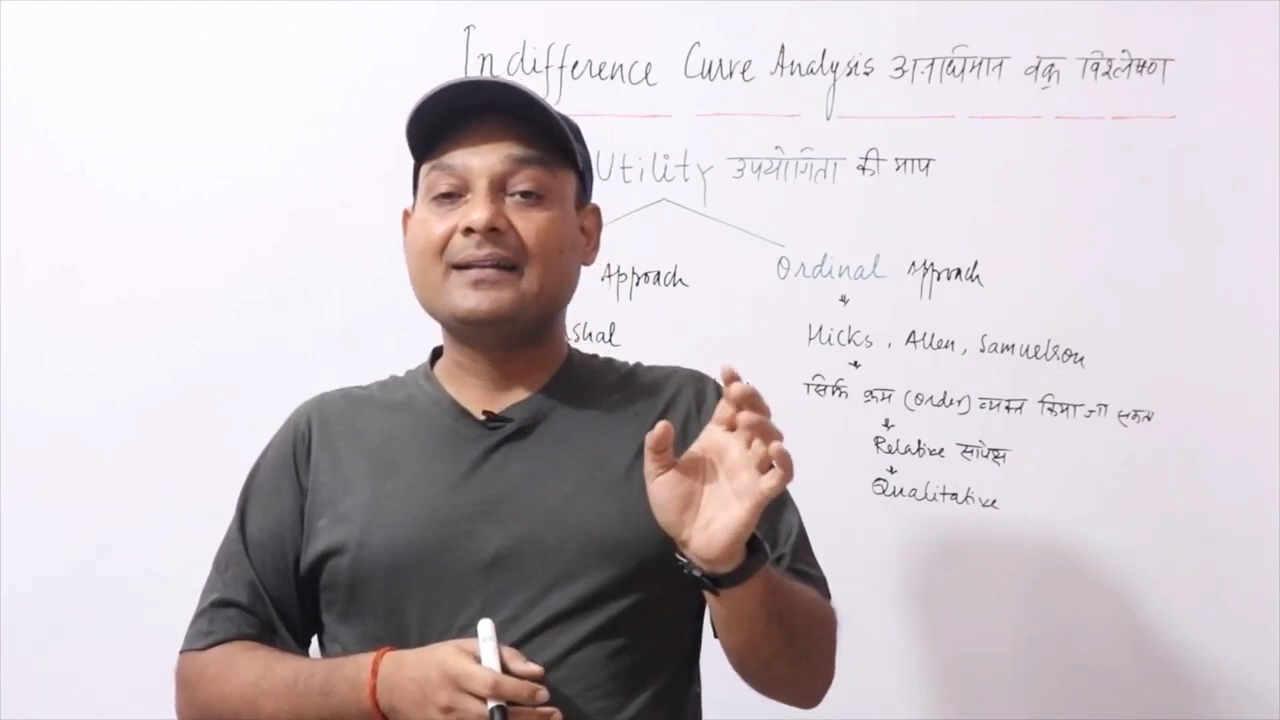 Indifference Curve Analysis अनाधिमान वक्र विश्लेषण
Utility उपयोगिता की माप
Approach Ordinal Approach
shal Hicks, Allen, Samuelson
सिर्फ क्रम (Order) व्यक्त किया जा सकता
Relative सापेक्ष
Qualitative